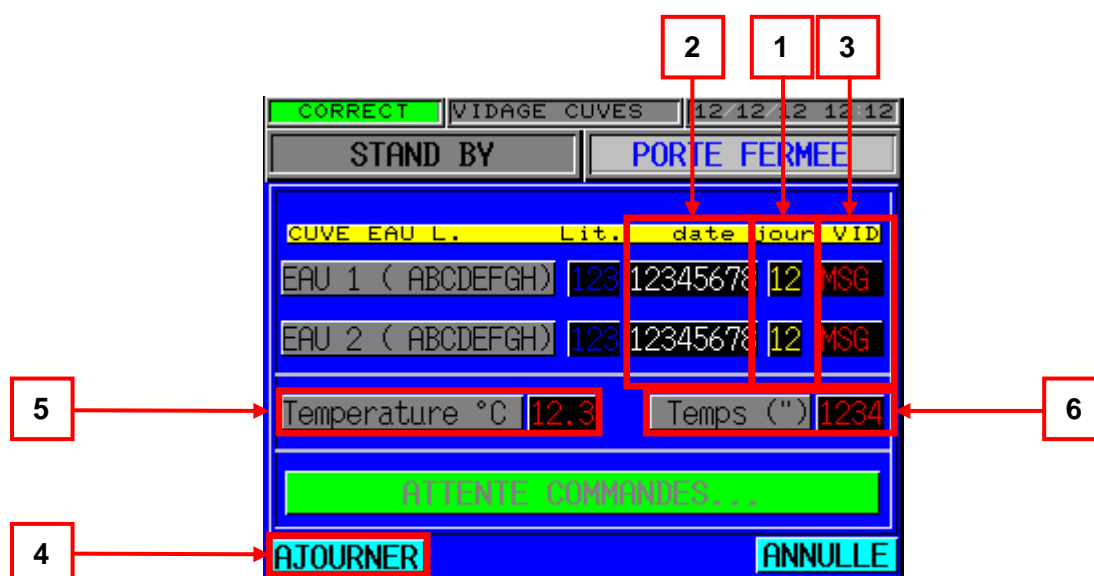 2 1 3
CORRECT VIDAGE CUVES 12/12/12 12:12
STAND BY PORTE FERMEE
CUVE EAU L. Lit. date jour VID
EAU 1 ( ABCDEFGH) 123 12345678 12 MSG
EAU 2 ( ABCDEFGH) 123 12345678 12 MSG
5 Temperature °C 12.3 Temps (") 1234 6
ATTENTE COMMANDES...
4 AJOURNER ANNULLE